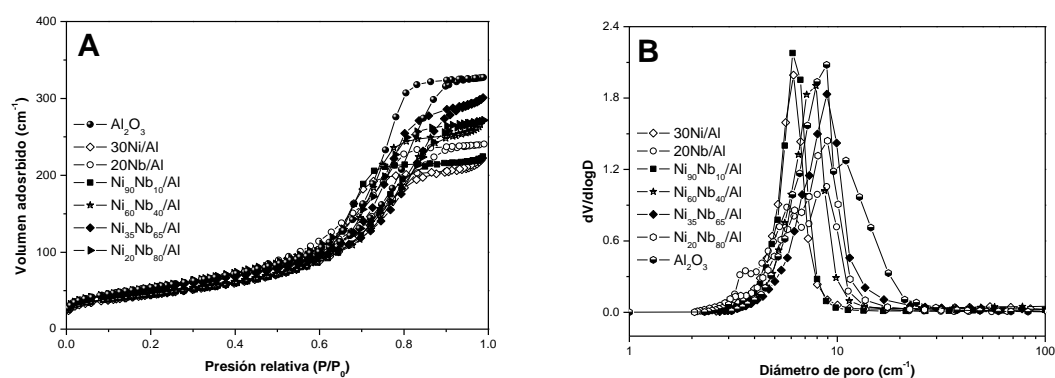 A
400
300
200
100
0
Volumen adosrbido (cm⁻¹)
Al₂O₃
30Ni/Al
20Nb/Al
Ni₉₀Nb₁₀/Al
Ni₆₀Nb₄₀/Al
Ni₃₅Nb₆₅/Al
Ni₂₀Nb₈₀/Al
0.0 0.2 0.4 0.6 0.8 1.0
Presión relativa (P/P₀)
B
2.4
1.8
1.2
0.6
0.0
dV/dlogD
30Ni/Al
20Nb/Al
Ni₉₀Nb₁₀/Al
Ni₆₀Nb₄₀/Al
Ni₃₅Nb₆₅/Al
Ni₂₀Nb₈₀/Al
Al₂O₃
1 10 100
Diámetro de poro (cm⁻¹)